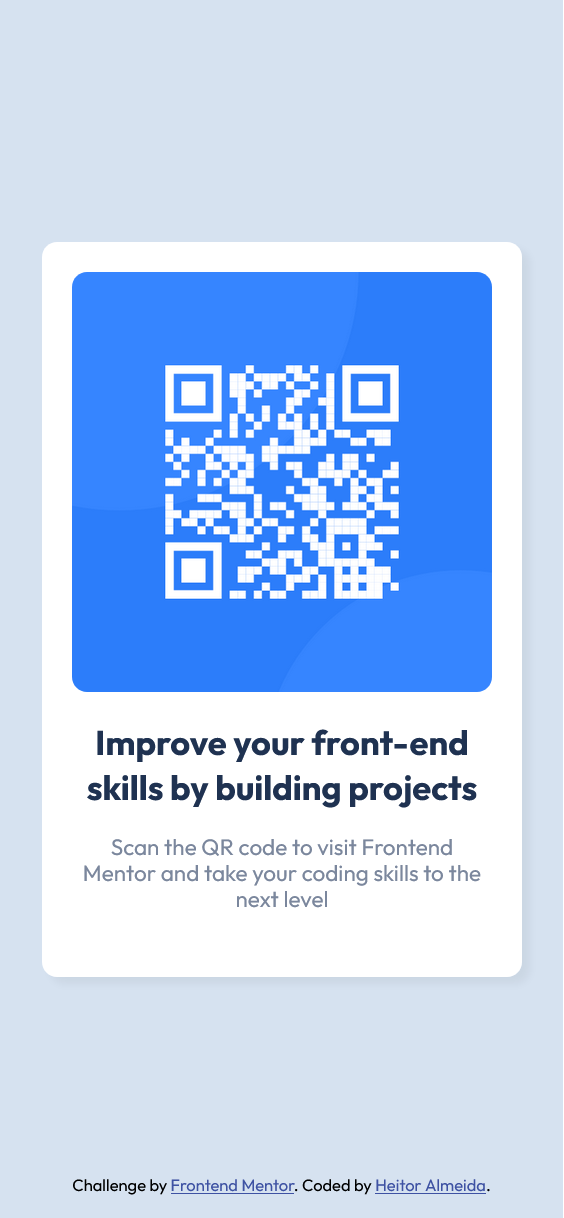 Improve your front-end
skills by building projects
Scan the QR code to visit Frontend
Mentor and take your coding skills to the
next level
Challenge by Frontend Mentor. Coded by Heitor Almeida.